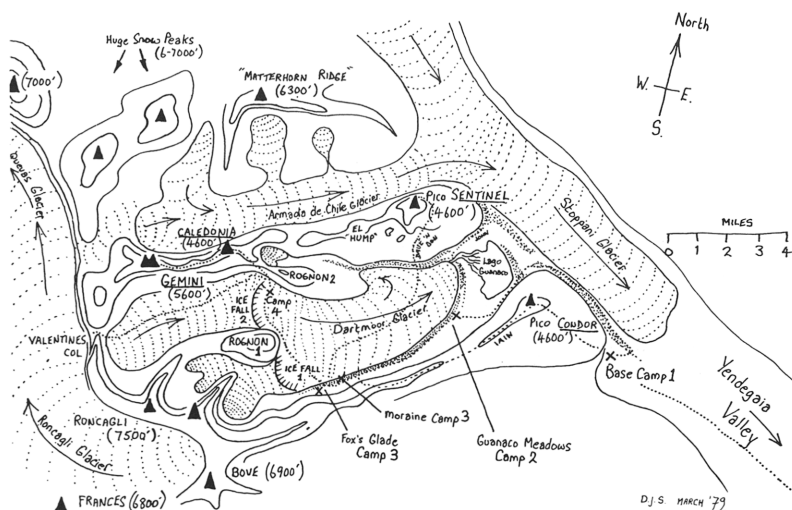 Huge Snow Peaks
(6-7000')
"MATTERHORN RIDGE"
(6300')
North
W. E.
S.
(7000')
Cuevas Glacier
Armada de Chile Glacier
Pico SENTINEL
(4600')
CALEDONIA
(4600')
EL
"HUMP"
Stoppani Glacier
MILES
0 1 2 3 4
Lago
Guanaco
ROGNON 2
GEMINI
(5600')
ICE
FALL
2
Camp
4
Dartmoor Glacier
VALENTINES
COL
ROGNON
1
ICE FALL
1
IAIN
Pico CONDOR
(4600')
Base Camp 1
Yendegaia
Valley
Moraine Camp 3
Fox's Glade
Camp 3
Guanaco Meadows
Camp 2
RONCAGLI
(7500')
Roncagli Glacier
BOVE (6900')
FRANCES (6800')
D.J.S. MARCH '79